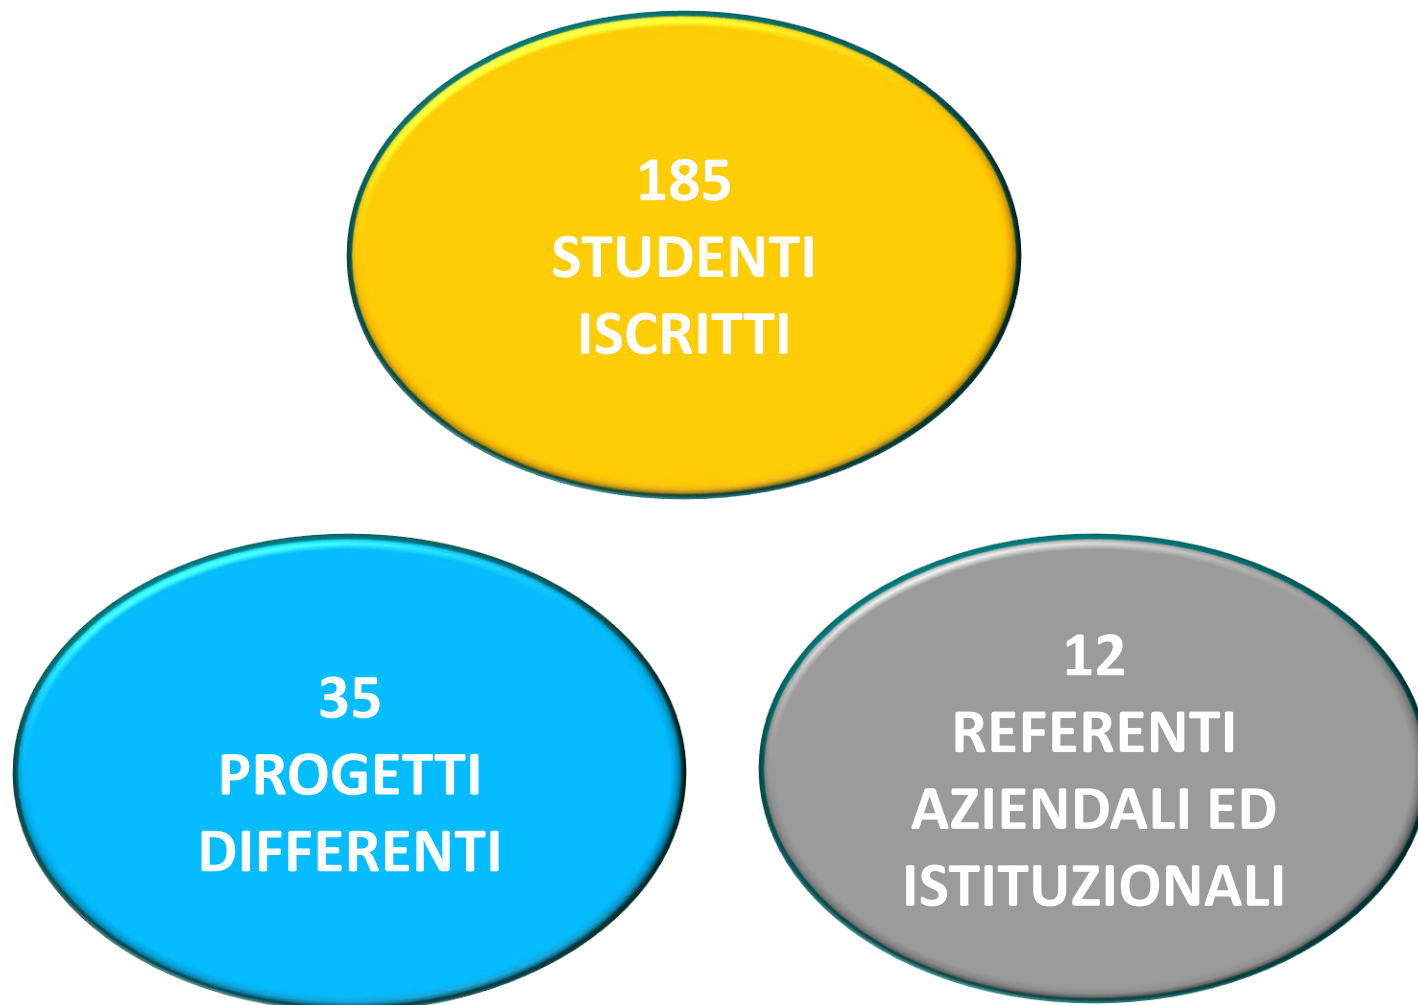 185
STUDENTI
ISCRITTI
35
PROGETTI
DIFFERENTI
12
REFERENTI
AZIENDALI ED
ISTITUZIONALI